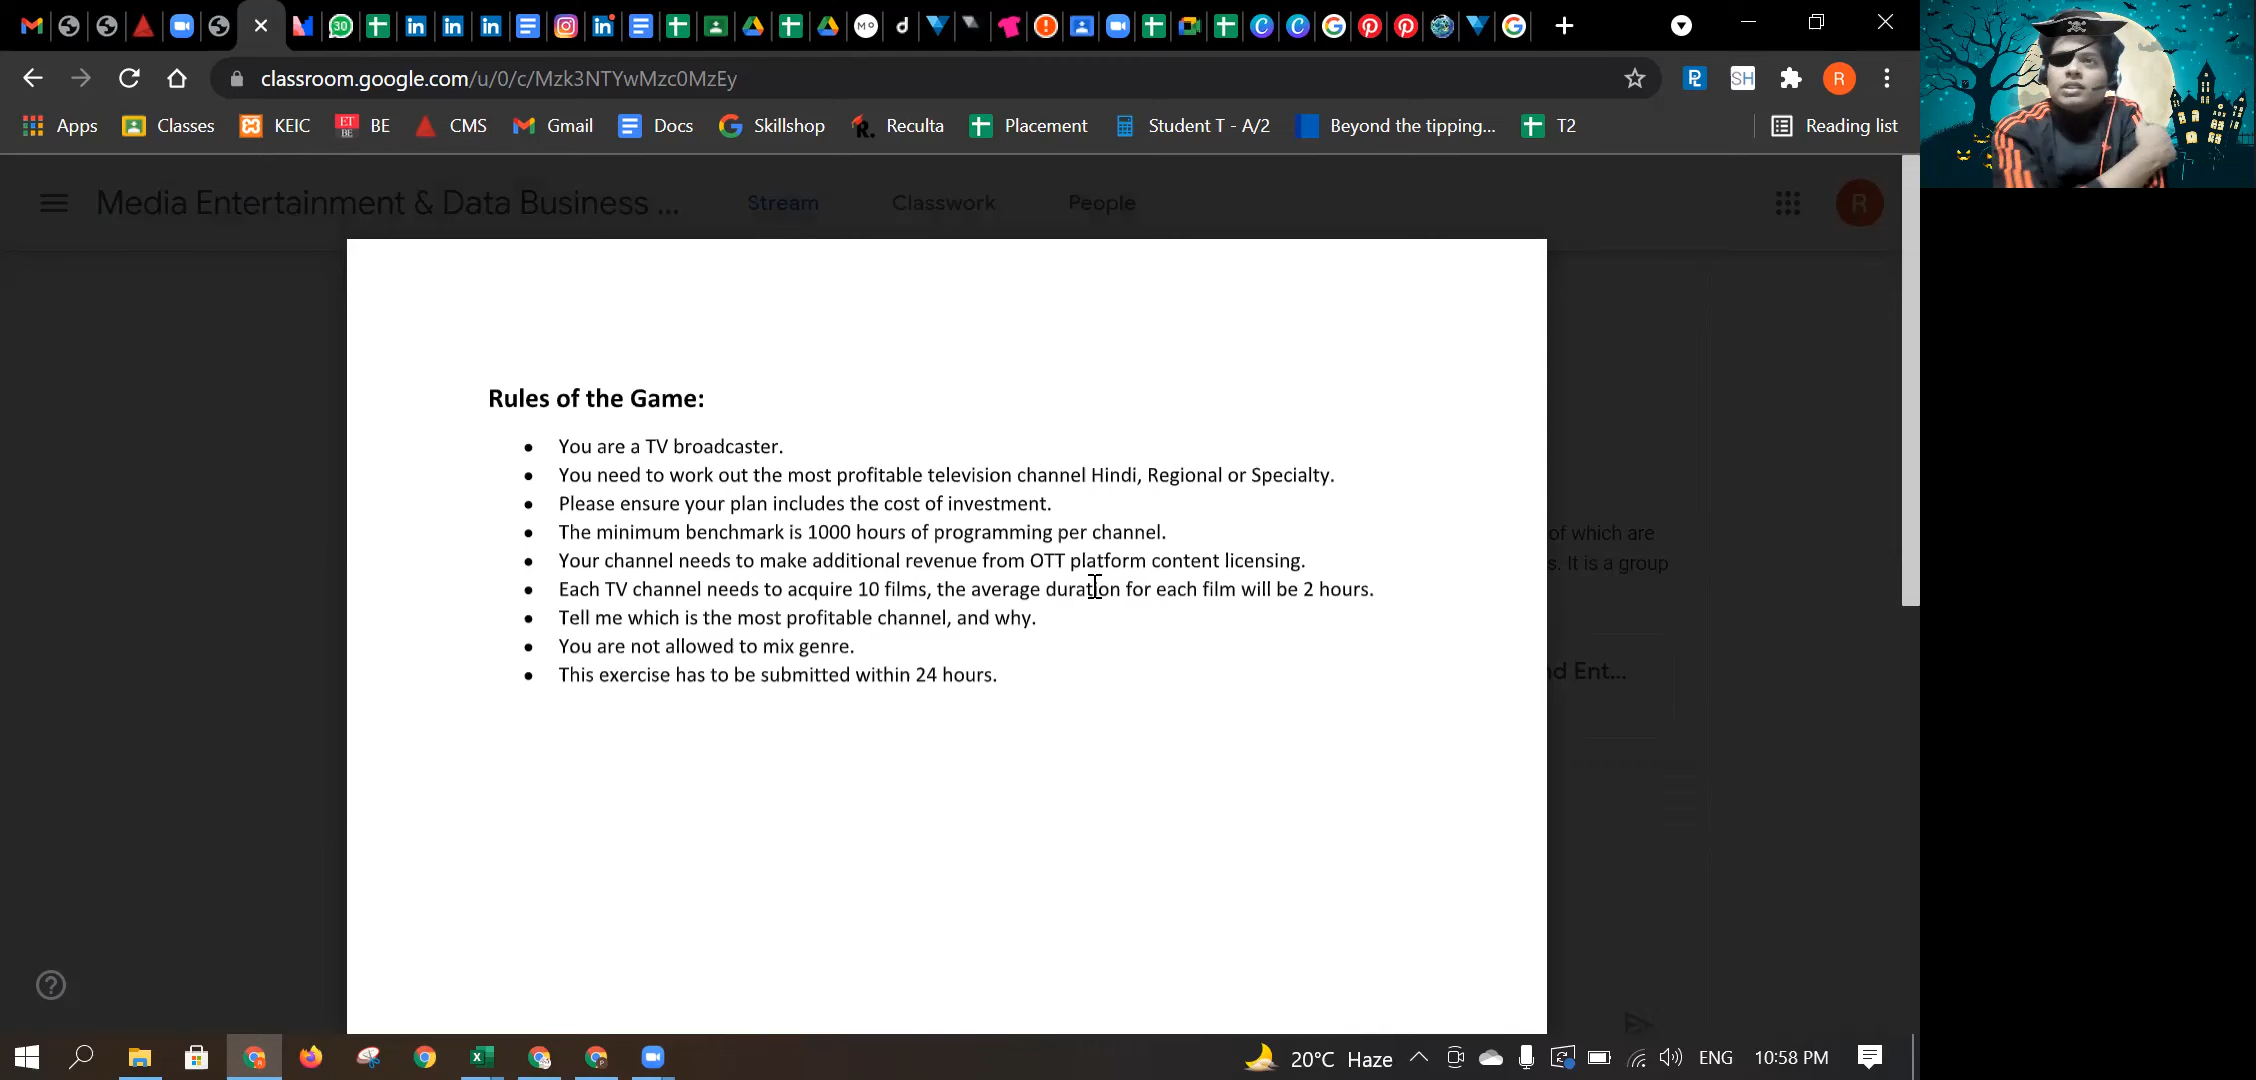 30
classroom.google.com/u/0/c/Mzk3NTYwMzc0MzEy
SH
R
Apps
Classes
KEIC
ET BE
BE
CMS
Gmail
Docs
Skillshop
Reculta
Placement
Student T - A/2
Beyond the tipping...
T2
Reading list
Media Entertainment & Data Business ...
Stream
Classwork
People
R
Rules of the Game:
• You are a TV broadcaster.
• You need to work out the most profitable television channel Hindi, Regional or Specialty.
• Please ensure your plan includes the cost of investment.
• The minimum benchmark is 1000 hours of programming per channel.
of which are
• Your channel needs to make additional revenue from OTT platform content licensing.
s. It is a group
• Each TV channel needs to acquire 10 films, the average duration for each film will be 2 hours.
• Tell me which is the most profitable channel, and why.
• You are not allowed to mix genre.
• This exercise has to be submitted within 24 hours.
nd Ent...
20°C Haze
ENG
10:58 PM